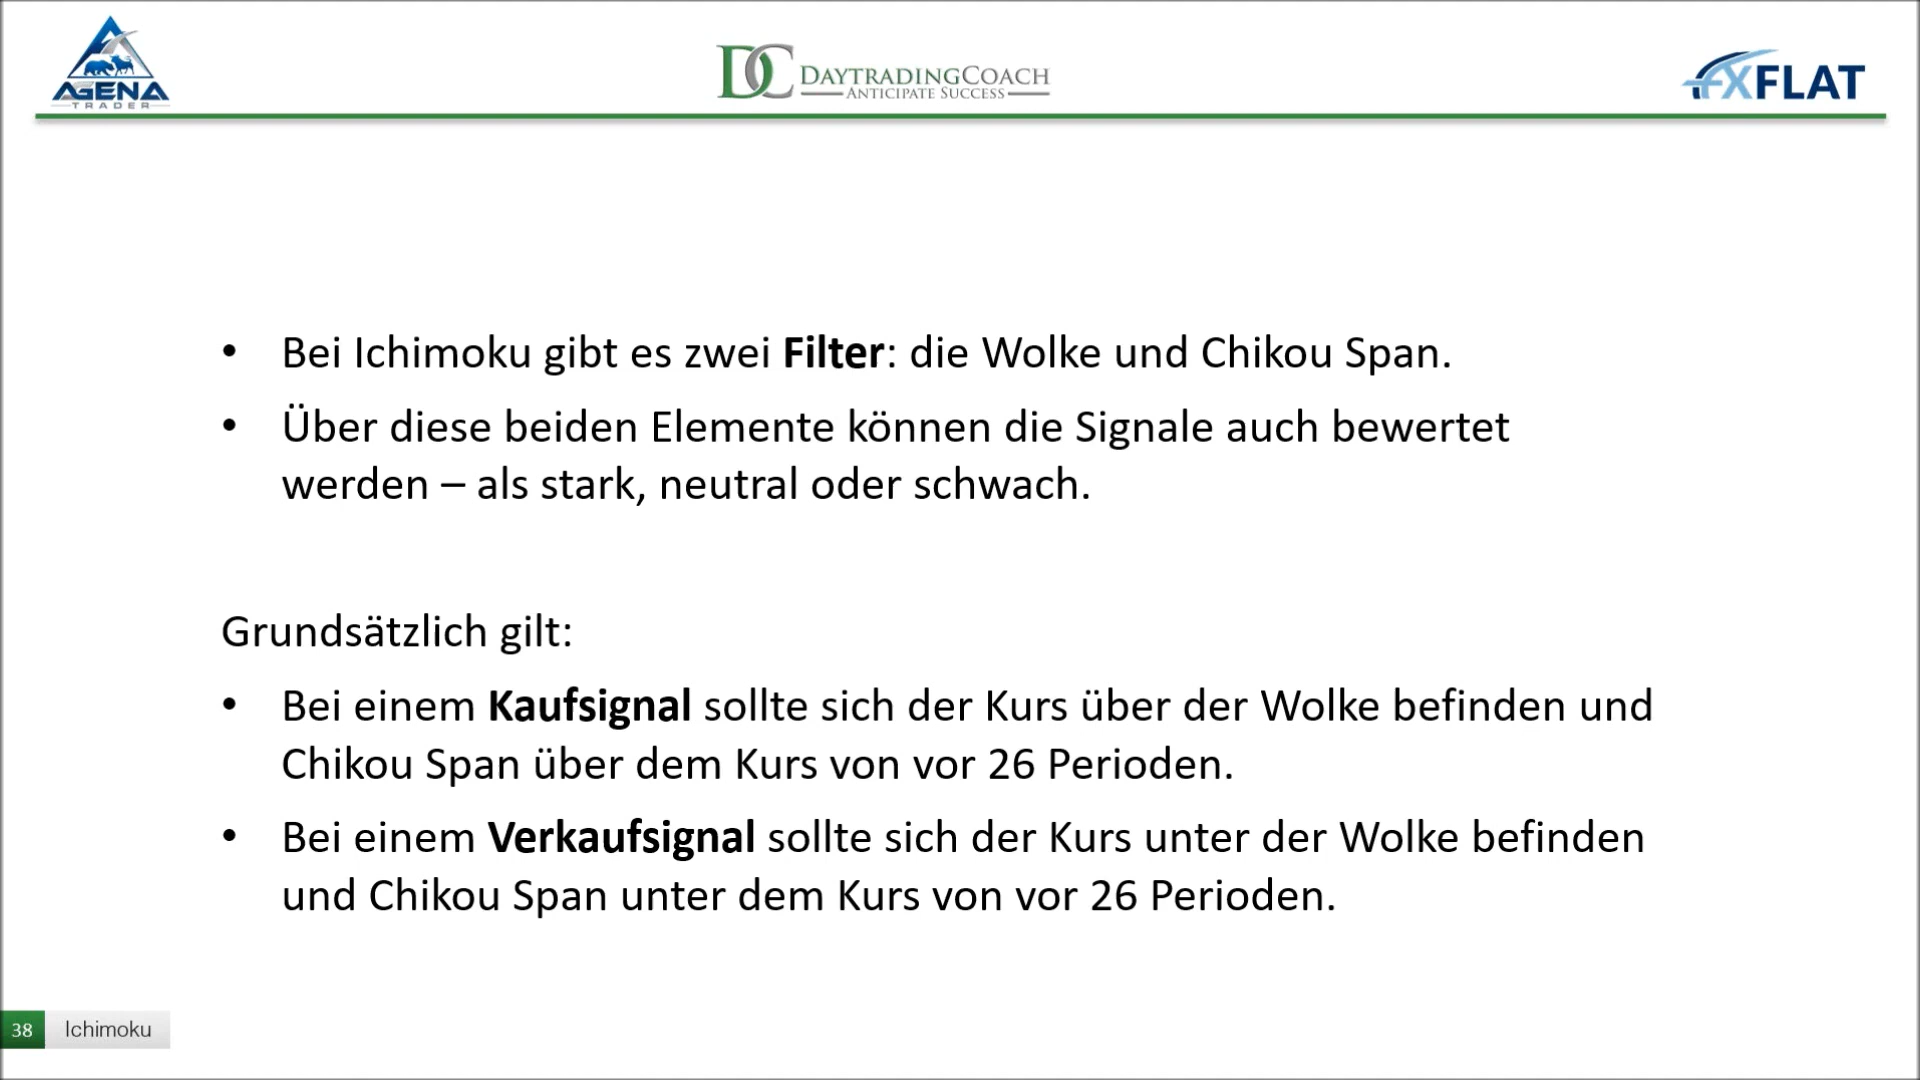 AGENA
TRADER
DC DAYTRADINGCOACH
ANTICIPATE SUCCESS
FXFLAT
• Bei Ichimoku gibt es zwei Filter: die Wolke und Chikou Span.
• Über diese beiden Elemente können die Signale auch bewertet
werden – als stark, neutral oder schwach.
Grundsätzlich gilt:
• Bei einem Kaufsignal sollte sich der Kurs über der Wolke befinden und
Chikou Span über dem Kurs von vor 26 Perioden.
• Bei einem Verkaufsignal sollte sich der Kurs unter der Wolke befinden
und Chikou Span unter dem Kurs von vor 26 Perioden.
38 Ichimoku